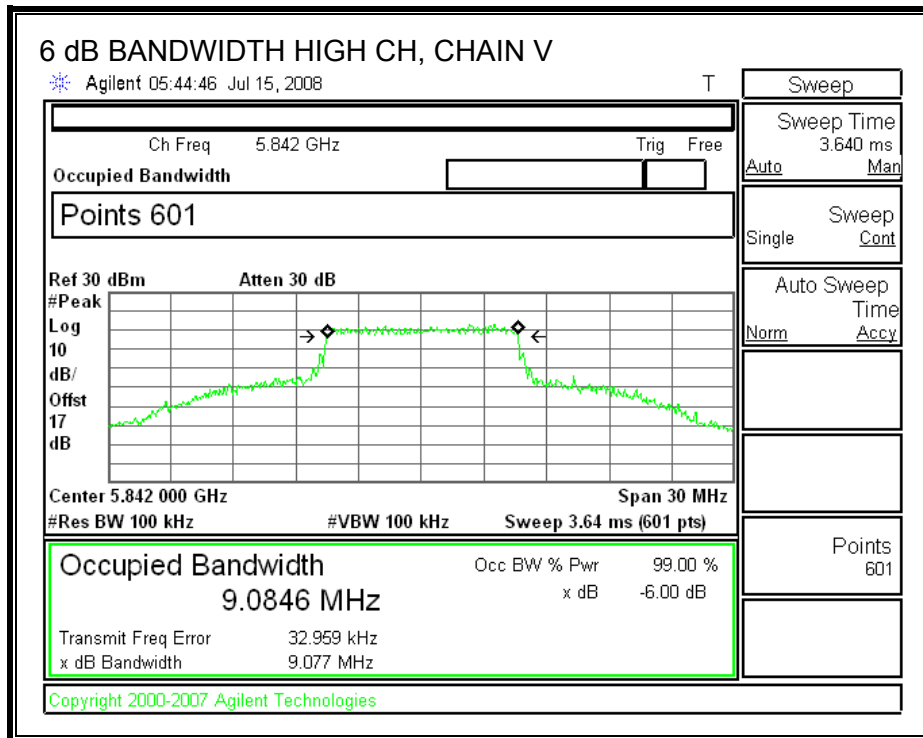 6 dB BANDWIDTH HIGH CH, CHAIN V
Agilent 05:44:46 Jul 15, 2008 T
Ch Freq 5.842 GHz Trig Free
Occupied Bandwidth
Points 601
Ref 30 dBm Atten 30 dB
#Peak
Log
10
dB/
Offst
17
dB
Center 5.842 000 GHz Span 30 MHz
#Res BW 100 kHz #VBW 100 kHz Sweep 3.64 ms (601 pts)
Occupied Bandwidth Occ BW % Pwr 99.00 %
9.0846 MHz x dB -6.00 dB
Transmit Freq Error 32.959 kHz
x dB Bandwidth 9.077 MHz
Copyright 2000-2007 Agilent Technologies
Sweep
Sweep Time
3.640 ms
Auto Man
Sweep
Single Cont
Auto Sweep
Time
Norm Accy
Points
601